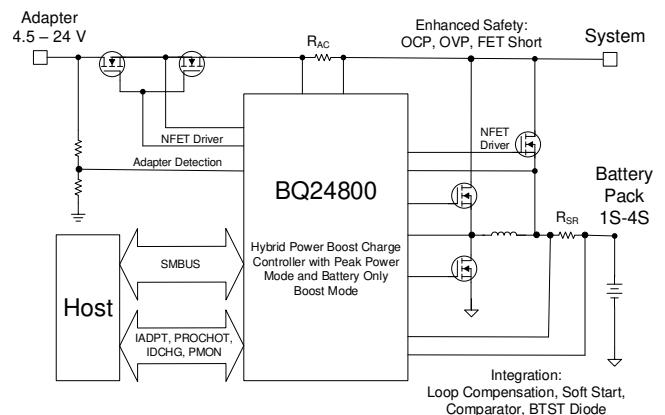 Adapter
4.5 – 24 V
RAC
Enhanced Safety:
OCP, OVP, FET Short
System
NFET Driver
Adapter Detection
NFET
Driver
BQ24800
Hybrid Power Boost Charge
Controller with Peak Power
Mode and Battery Only
Boost Mode
Battery
Pack
1S-4S
RSR
Host
SMBUS
IADPT, PROCHOT,
IDCHG, PMON
Integration:
Loop Compensation, Soft Start,
Comparator, BTST Diode